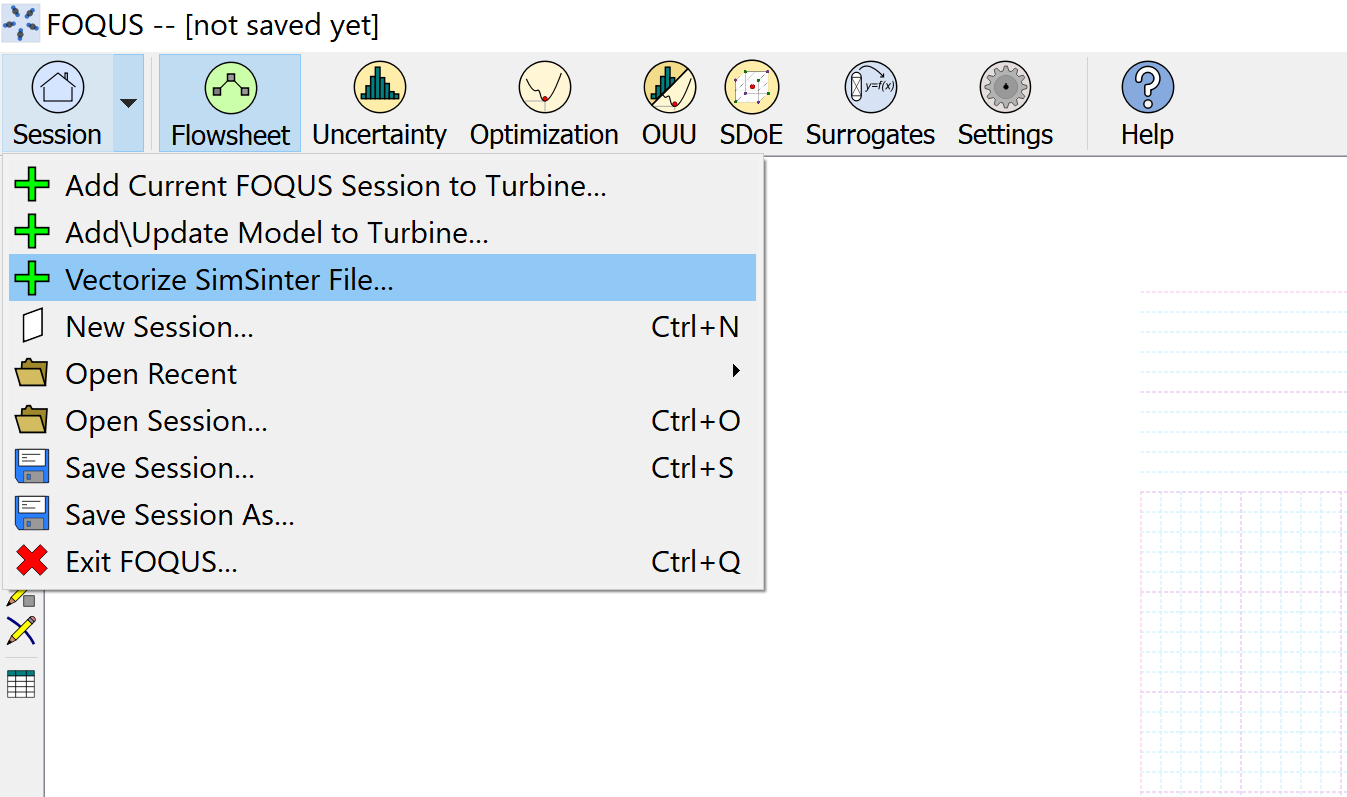 FOQUS -- [not saved yet]
y=f(x)
Session Flowsheet Uncertainty Optimization OUU SDoE Surrogates Settings Help
Add Current FOQUS Session to Turbine...
Add\Update Model to Turbine...
Vectorize SimSinter File...
New Session... Ctrl+N
Open Recent
Open Session... Ctrl+O
Save Session... Ctrl+S
Save Session As...
Exit FOQUS... Ctrl+Q